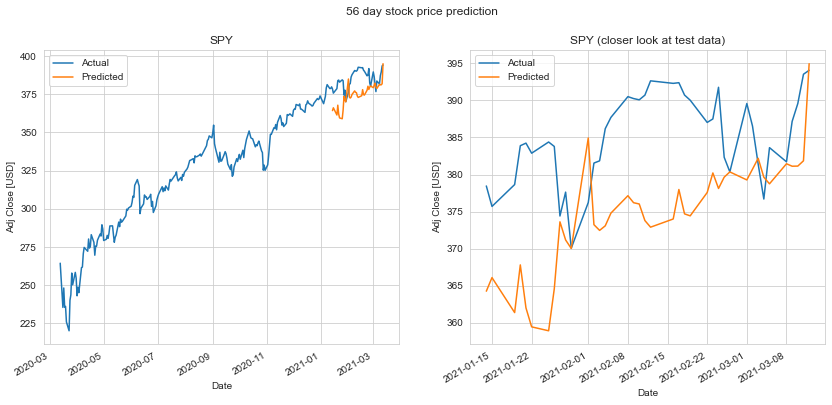 56 day stock price prediction
SPY
Actual
Predicted
400
375
350
325
300
275
250
225
Adj Close [USD]
2020-03
2020-05
2020-07
2020-09
2020-11
2021-01
2021-03
Date
SPY (closer look at test data)
Actual
Predicted
395
390
385
380
375
370
365
360
Adj Close [USD]
2021-01-15
2021-01-22
2021-02-01
2021-02-08
2021-02-15
2021-02-22
2021-03-01
2021-03-08
Date